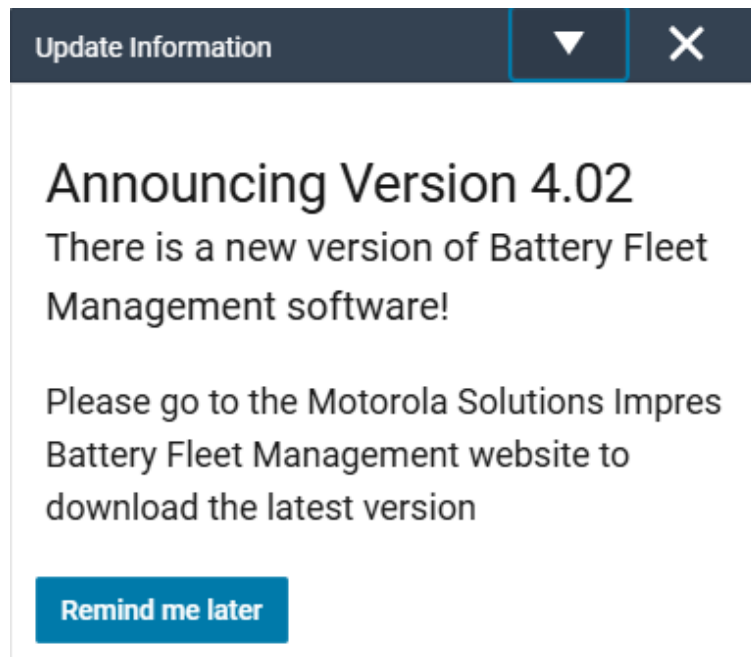 Update Information
Announcing Version 4.02
There is a new version of Battery Fleet
Management software!
Please go to the Motorola Solutions Impres
Battery Fleet Management website to
download the latest version
Remind me later